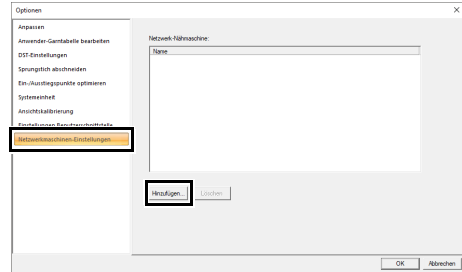 Optionen
Anpassen
Anwender-Garntabelle bearbeiten
DST-Einstellungen
Sprungstich abschneiden
Ein-/Ausstiegspunkte optimieren
Systemeinheit
Ansichtskalibrierung
Einstellungen Benutzerschnittstelle
Netzwerkmaschinen-Einstellungen
Netzwerk-Nähmaschine:
Name
Hinzufügen...
Löschen
OK
Abbrechen